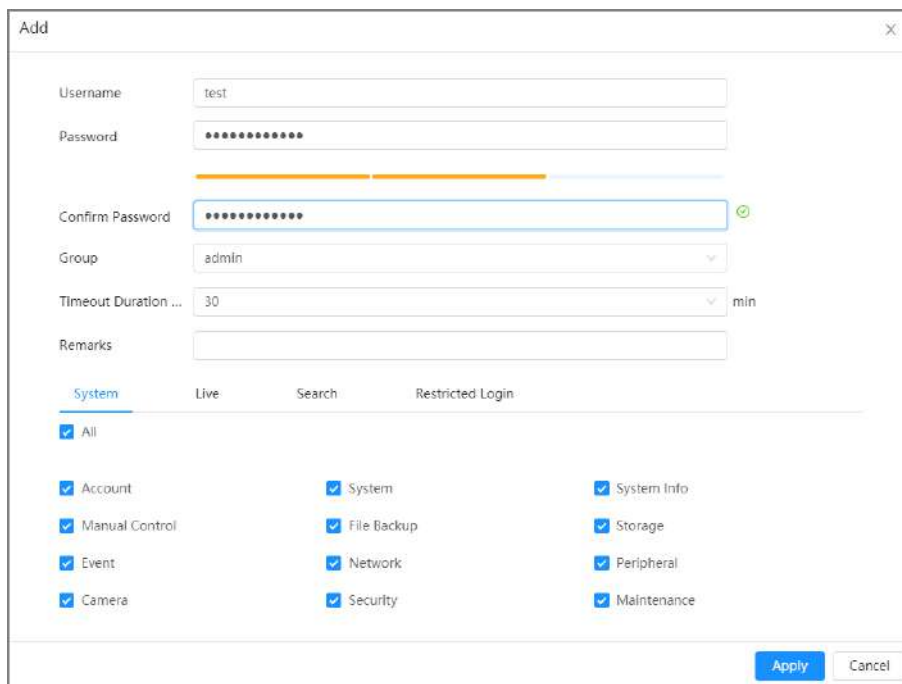 Add
Username test
Password ●●●●●●●●●●●●
Confirm Password ●●●●●●●●●●●●
Group admin
Timeout Duration ... 30 min
Remarks
System Live Search Restricted Login
All
Account System System Info
Manual Control File Backup Storage
Event Network Peripheral
Camera Security Maintenance
Apply Cancel